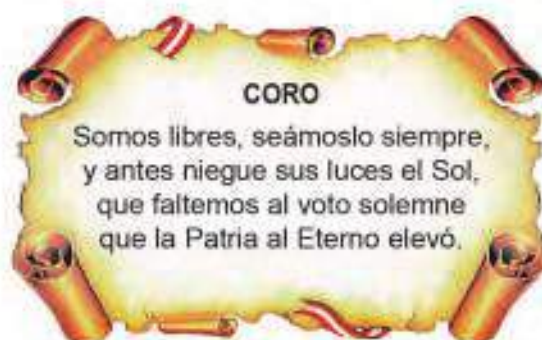 CORO
Somos libres, seámoslo siempre,
y antes niegue sus luces el Sol,
que faltemos al voto solemne
que la Patria al Eterno elevó.